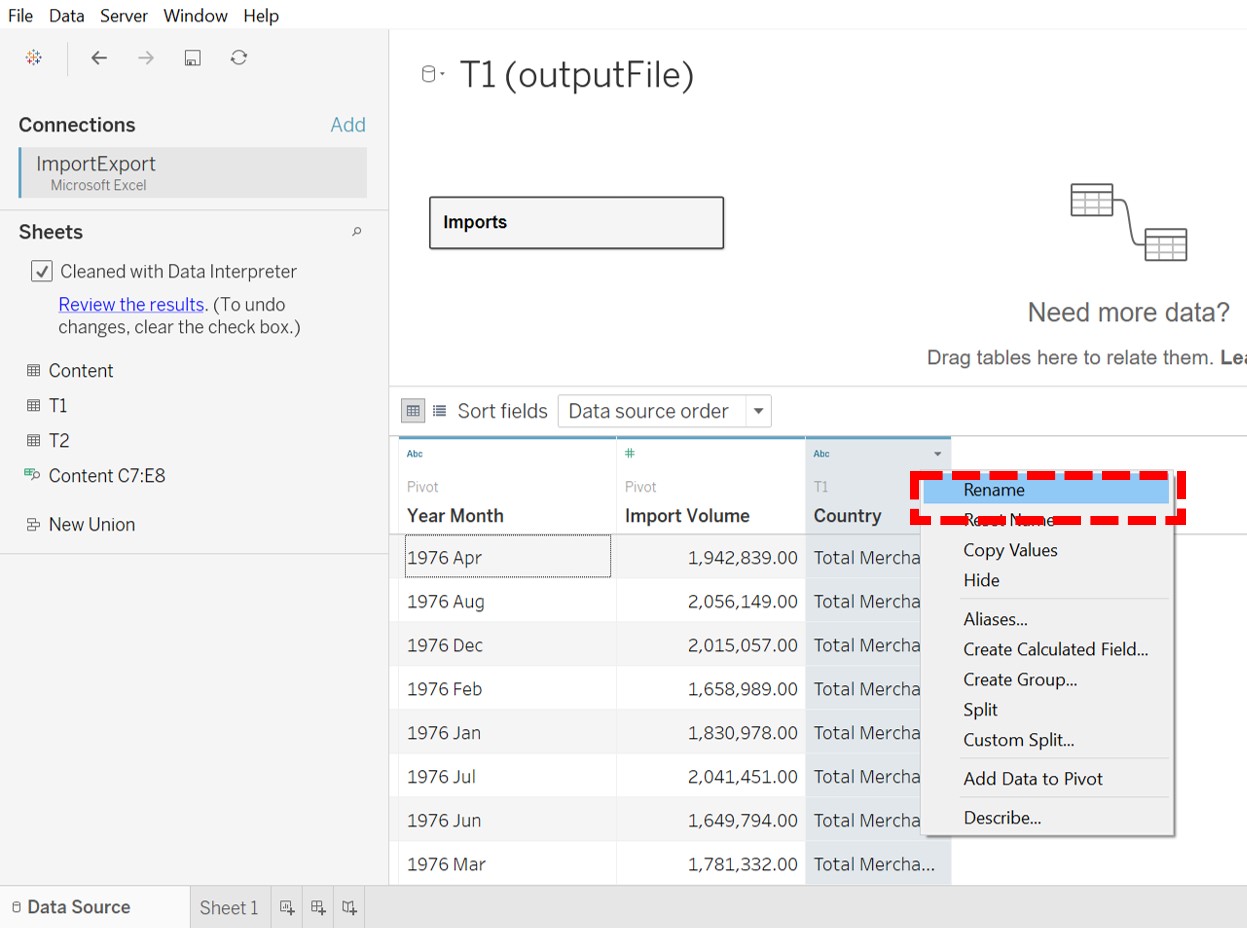 File Data Server Window Help
T1 (outputFile)
Connections
Add
ImportExport
Microsoft Excel
Imports
Sheets
Cleaned with Data Interpreter
Review the results. (To undo
changes, clear the check box.)
Need more data?
Drag tables here to relate them. Lea
Content
T1
T2
Content C7:E8
New Union
Sort fields Data source order
Abc # Abc
Pivot Pivot T1
Year Month Import Volume Country
1976 Apr 1,942,839.00 Total Mercha
1976 Aug 2,056,149.00 Total Mercha
1976 Dec 2,015,057.00 Total Mercha
1976 Feb 1,658,989.00 Total Mercha
1976 Jan 1,830,978.00 Total Mercha
1976 Jul 2,041,451.00 Total Mercha
1976 Jun 1,649,794.00 Total Mercha
1976 Mar 1,781,332.00 Total Mercha...
Rename
Reset Name
Copy Values
Hide
Aliases...
Create Calculated Field...
Create Group...
Split
Custom Split...
Add Data to Pivot
Describe...
Data Source Sheet 1